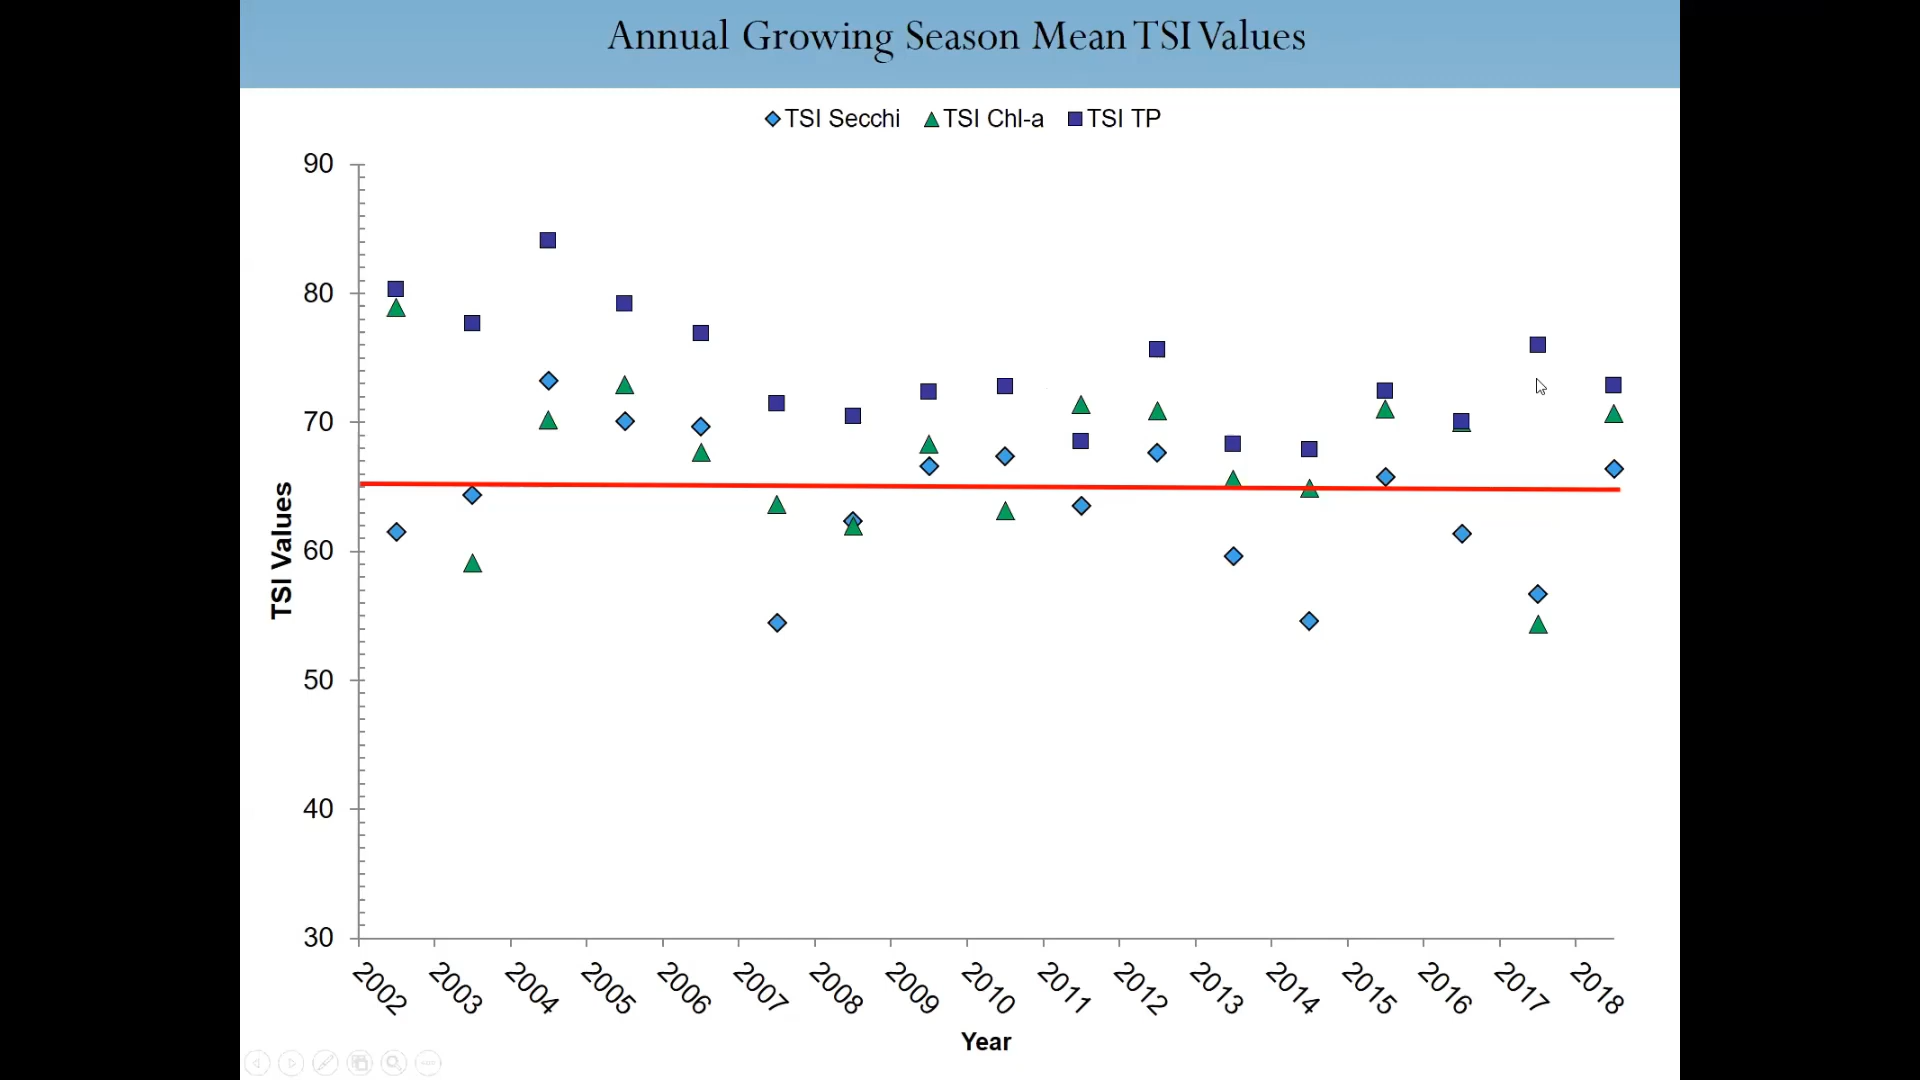 Annual Growing Season Mean TSI Values
TSI Secchi TSI Chl-a TSI TP
90
80
70
60
50
40
30
TSI Values
2002 2003 2004 2005 2006 2007 2008 2009 2010 2011 2012 2013 2014 2015 2016 2017 2018
Year